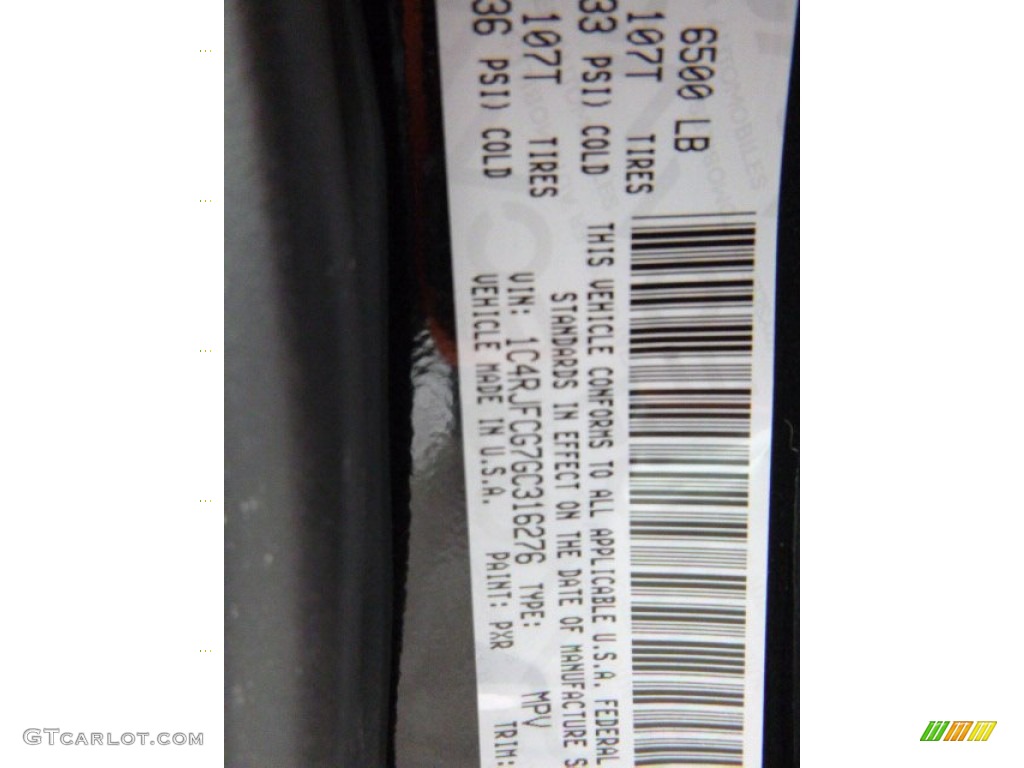 6500 LB
107T TIRES
33 PSI) COLD
107T TIRES
36 PSI) COLD
THIS VEHICLE CONFORMS TO ALL APPLICABLE U.S.A. FEDERAL
STANDARDS IN EFFECT ON THE DATE OF MANUFACTURE S
VIN: 1C4RJFCG7GC316276 TYPE: MPV
VEHICLE MADE IN U.S.A. PAINT: PXR TRIM:
GTCarLot.com